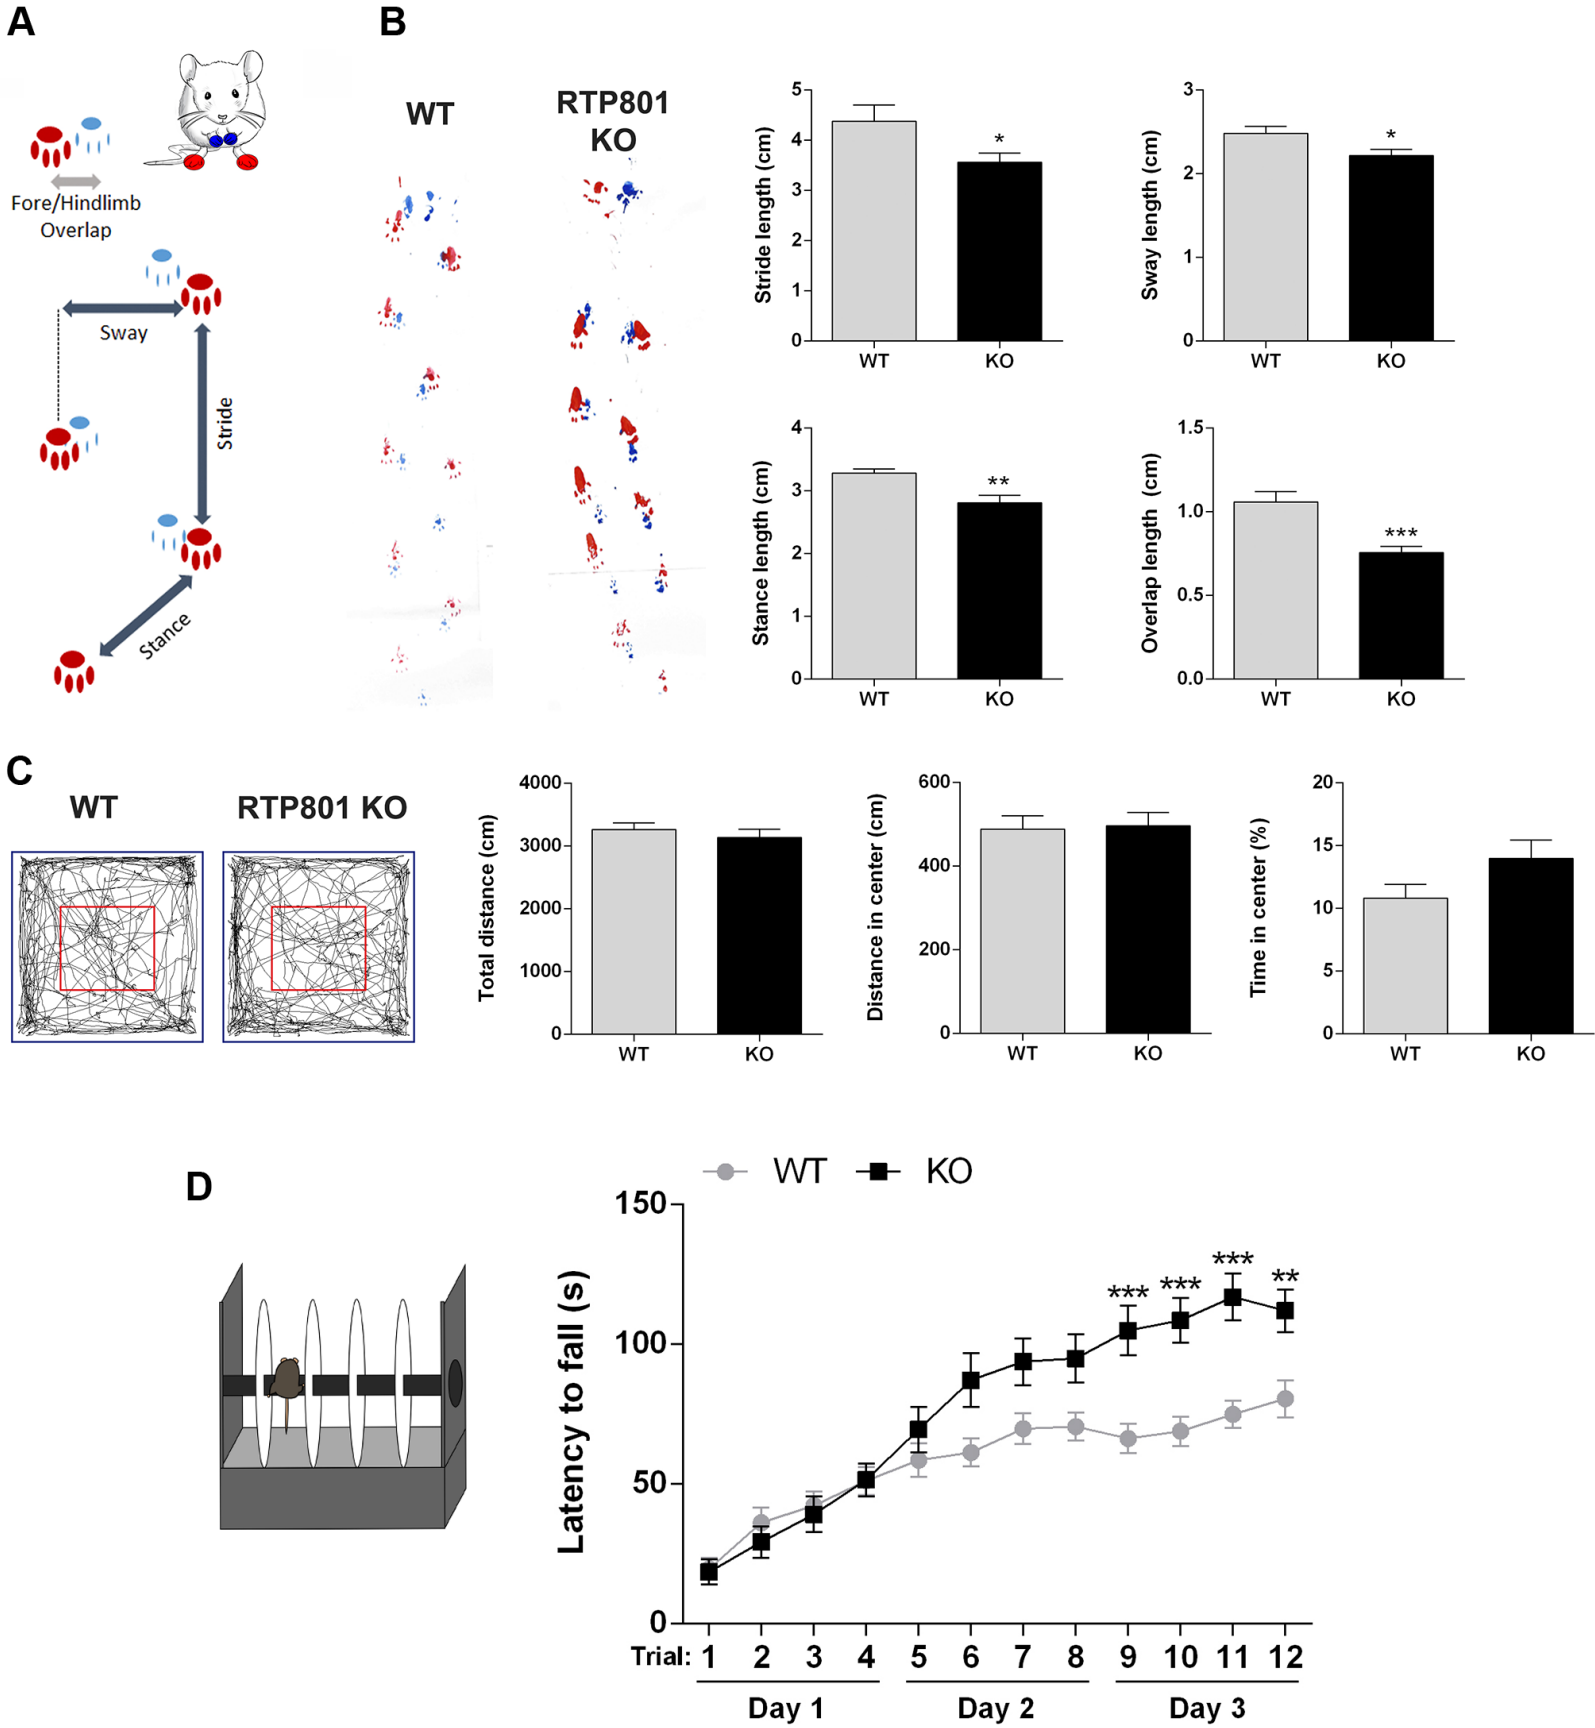 A
Fore/Hindlimb
Overlap
Sway
Stride
Stance
B
WT
RTP801
KO
Stride length (cm)
5
4
3
2
1
0
WT
KO
*
Sway length (cm)
3
2
1
0
WT
KO
*
Stance length (cm)
4
3
2
1
0
WT
KO
**
Overlap length (cm)
1.5
1.0
0.5
0.0
WT
KO
***
C
WT
RTP801 KO
Total distance (cm)
4000
3000
2000
1000
0
WT
KO
Distance in center (cm)
600
400
200
0
WT
KO
Time in center (%)
20
15
10
5
0
WT
KO
D
WT
KO
Latency to fall (s)
150
100
50
0
*** *** *** **
Trial: 1 2 3 4 5 6 7 8 9 10 11 12
Day 1 Day 2 Day 3